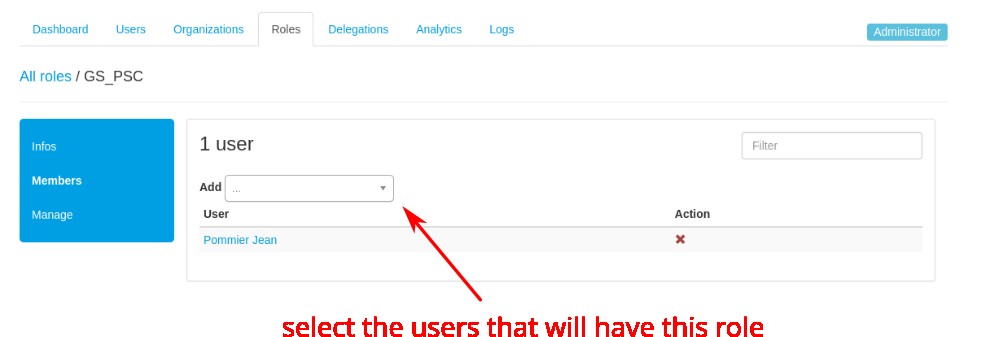 Dashboard Users Organizations Roles Delegations Analytics Logs Administrator
All roles / GS_PSC
Infos
Members
Manage
1 user
Filter
Add ...
User Action
Pommier Jean
select the users that will have this role